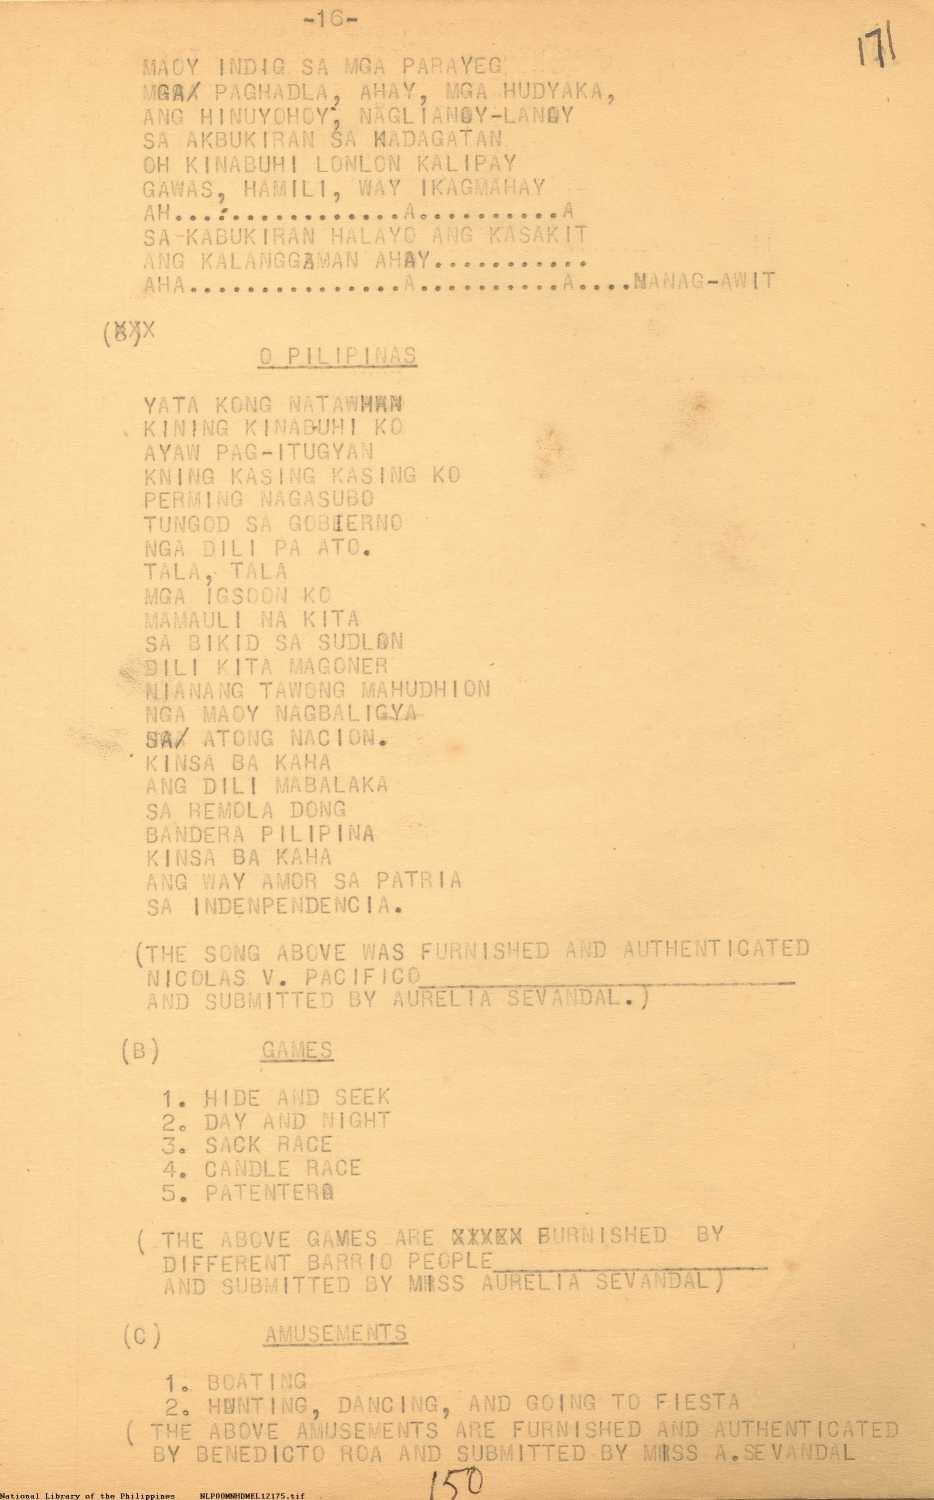 -16-
171
MAOY INDIG SA MGA PARAYEG
MGA/ PAGHADLA, AHAY, MGA HUDYAKA,
ANG HINUYOHOY, NAGLIANOY-LANOY
SA AKBUKIRAN SA KADAGATAN
OH KINABUHI LONLON KALIPAY
GAWAS, HAMILI, WAY IKAGMAHAY
AH................A..........A
SA-KABUKIRAN HALAYO ANG KASAKIT
ANG KALANGGAMAN AHAY...........
AHA...............A..........A....MANAG-AWIT
(8)
O PILIPINAS
YATA KONG NATAWHAN
KINING KINABUHI KO
AYAW PAG-ITUGYAN
KNING KASING KASING KO
PERMING NAGASUBO
TUNGOD SA GOBIERNO
NGA DILI PA ATO.
TALA, TALA
MGA IGSOON KO
MAMAULI NA KITA
SA BIKID SA SUDLON
DILI KITA MAGONER
NIANANG TAWONG MAHUDHION
NGA MAOY NAGBALIGYA
SA/ ATONG NACION.
KINSA BA KAHA
ANG DILI MABALAKA
SA REMOLA DONG
BANDERA PILIPINA
KINSA BA KAHA
ANG WAY AMOR SA PATRIA
SA INDENPENDENCIA.
(THE SONG ABOVE WAS FURNISHED AND AUTHENTICATED
NICOLAS V. PACIFICO
AND SUBMITTED BY AURELIA SEVANDAL.)
(B) GAMES
1. HIDE AND SEEK
2. DAY AND NIGHT
3. SACK RACE
4. CANDLE RACE
5. PATENTERO
( THE ABOVE GAMES ARE FURNISHED BY
DIFFERENT BARRIO PEOPLE
AND SUBMITTED BY MISS AURELIA SEVANDAL)
(C) AMUSEMENTS
1. BOATING
2. HUNTING, DANCING, AND GOING TO FIESTA
( THE ABOVE AMUSEMENTS ARE FURNISHED AND AUTHENTICATED
BY BENEDICTO ROA AND SUBMITTED BY MISS A.SEVANDAL
150
National Library of the Philippines NLPOOMNHDMEL12175.tif